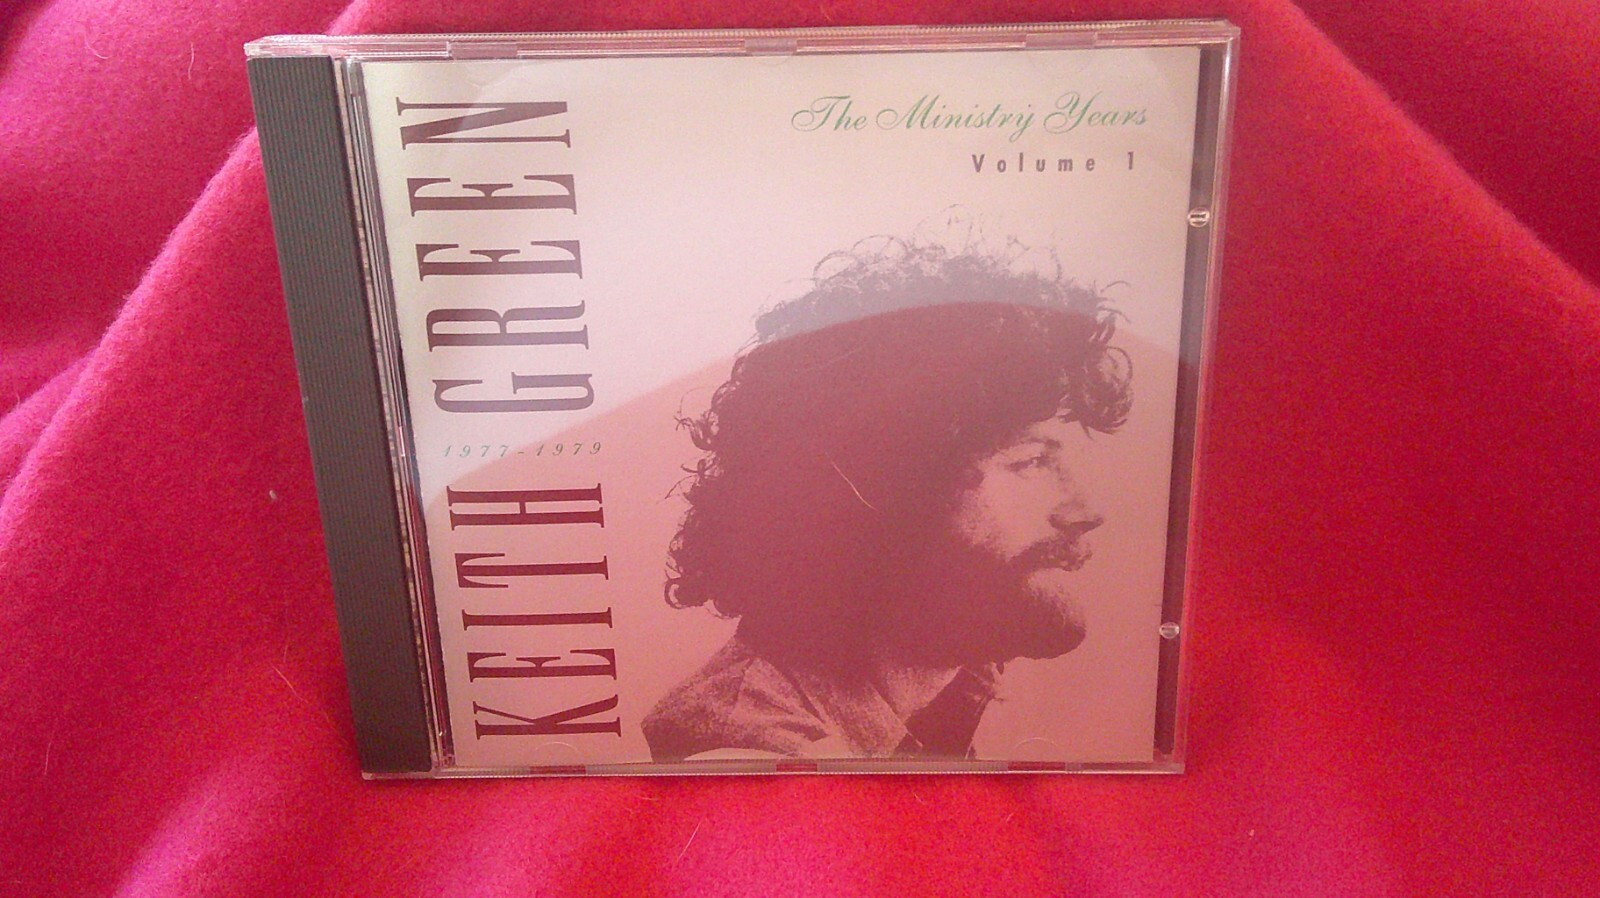 KEITH GREEN
1977-1979
The Ministry Years
Volume 1